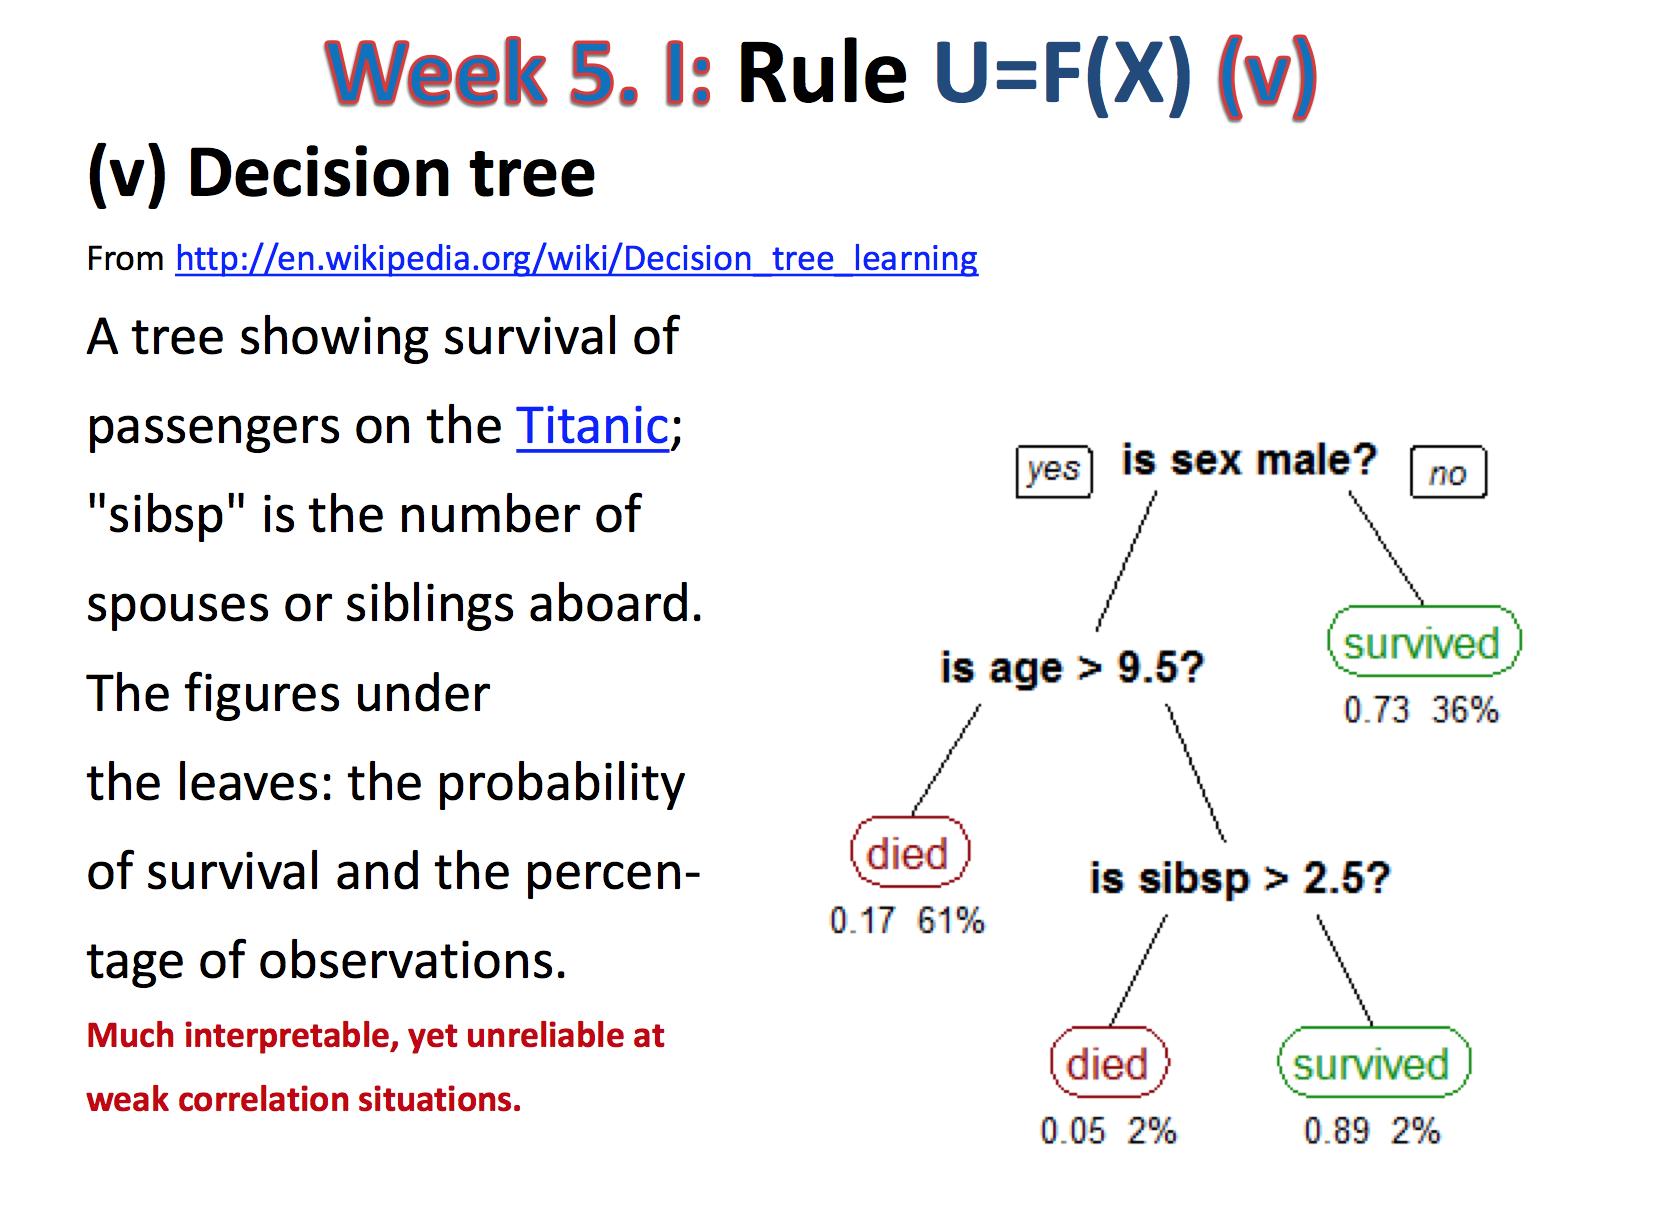 Week 5. I: Rule U=F(X) (v)
(v) Decision tree
From http://en.wikipedia.org/wiki/Decision_tree_learning
A tree showing survival of
passengers on the Titanic;
"sibsp" is the number of
spouses or siblings aboard.
The figures under
the leaves: the probability
of survival and the percen-
tage of observations.
Much interpretable, yet unreliable at
weak correlation situations.
yes is sex male? no
is age > 9.5?
survived
0.73 36%
died
0.17 61%
is sibsp > 2.5?
died
0.05 2%
survived
0.89 2%